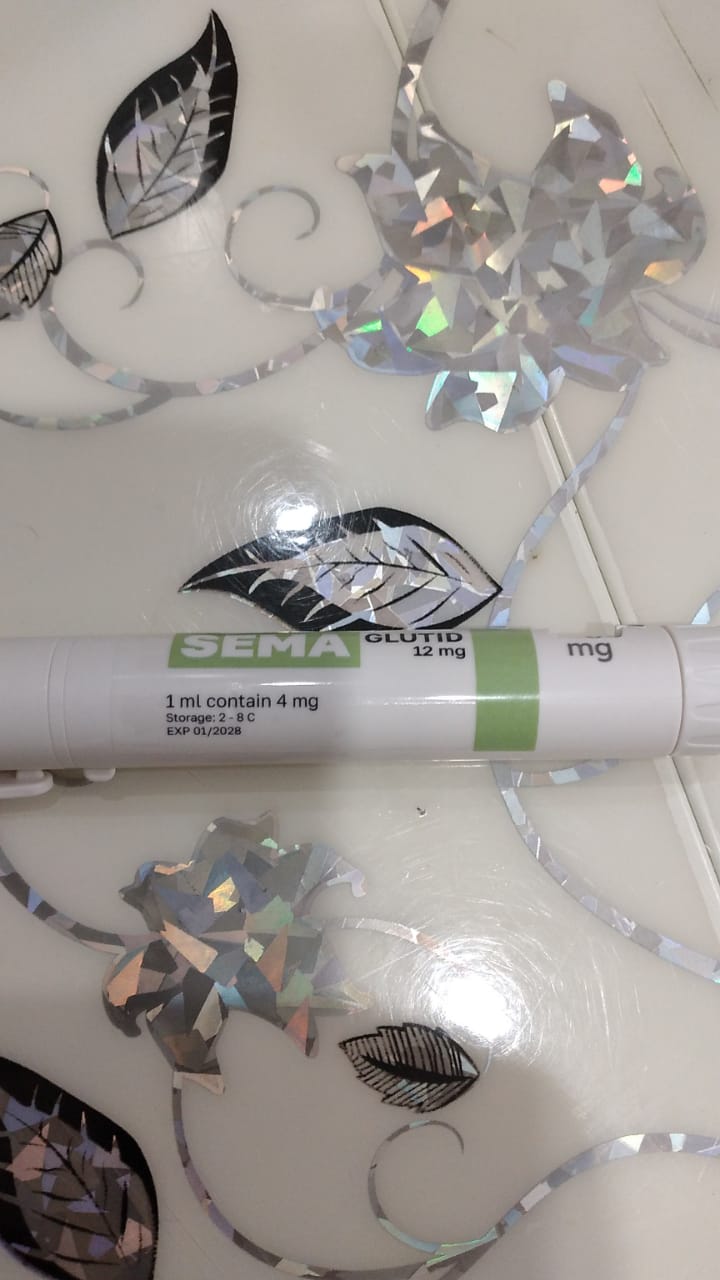 SEMA GLUTID
12 mg
mg
1 ml contain 4 mg
Storage: 2 - 8 C
EXP 01/2028